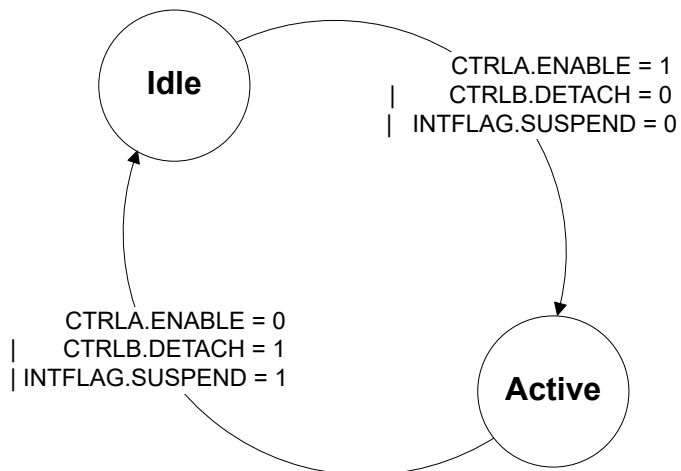 Idle
CTRLA.ENABLE = 1
| CTRLB.DETACH = 0
| INTFLAG.SUSPEND = 0
CTRLA.ENABLE = 0
| CTRLB.DETACH = 1
| INTFLAG.SUSPEND = 1
Active